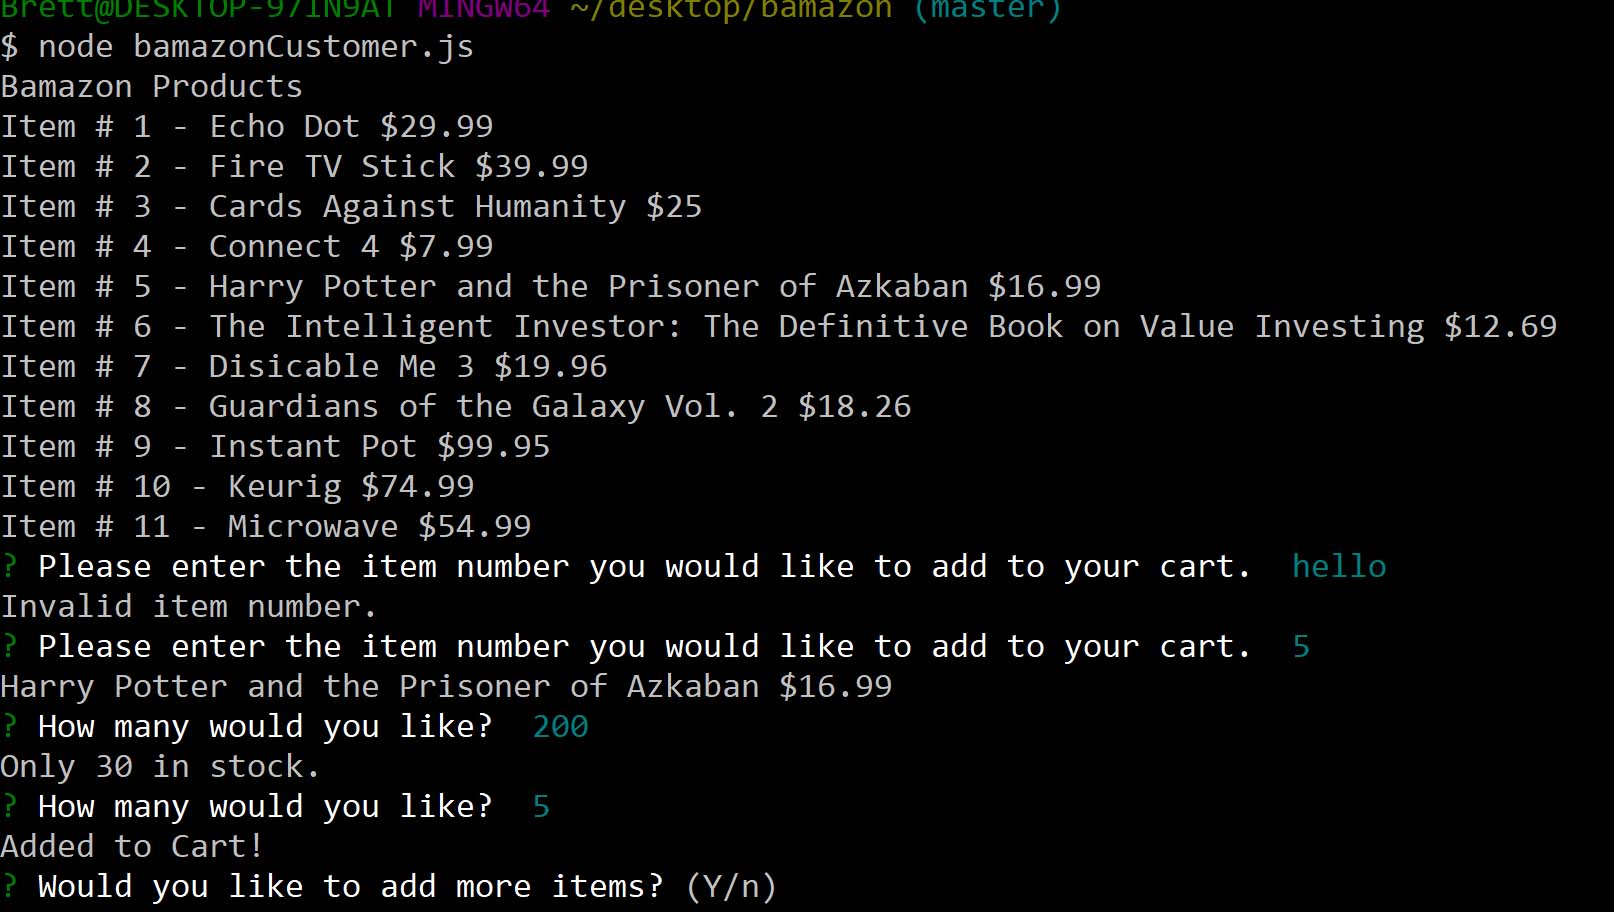 Brett@DESKTOP-97IN9AT MINGW64 ~/desktop/bamazon (master)
$ node bamazonCustomer.js
Bamazon Products
Item # 1 - Echo Dot $29.99
Item # 2 - Fire TV Stick $39.99
Item # 3 - Cards Against Humanity $25
Item # 4 - Connect 4 $7.99
Item # 5 - Harry Potter and the Prisoner of Azkaban $16.99
Item # 6 - The Intelligent Investor: The Definitive Book on Value Investing $12.69
Item # 7 - Disicable Me 3 $19.96
Item # 8 - Guardians of the Galaxy Vol. 2 $18.26
Item # 9 - Instant Pot $99.95
Item # 10 - Keurig $74.99
Item # 11 - Microwave $54.99
? Please enter the item number you would like to add to your cart.  hello
Invalid item number.
? Please enter the item number you would like to add to your cart.  5
Harry Potter and the Prisoner of Azkaban $16.99
? How many would you like?  200
Only 30 in stock.
? How many would you like?  5
Added to Cart!
? Would you like to add more items? (Y/n)